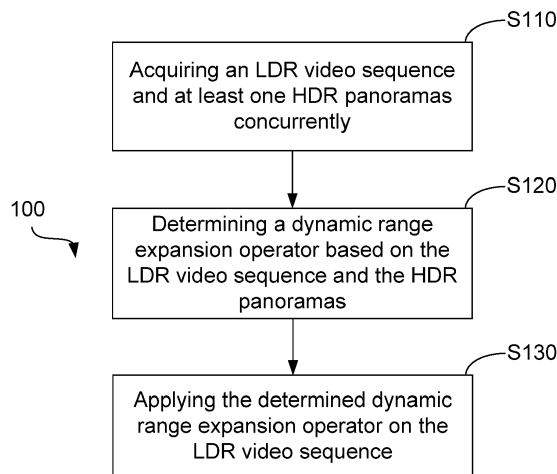 S110
Acquiring an LDR video sequence
and at least one HDR panoramas
concurrently
S120
100
Determining a dynamic range
expansion operator based on the
LDR video sequence and the HDR
panoramas
S130
Applying the determined dynamic
range expansion operator on the
LDR video sequence